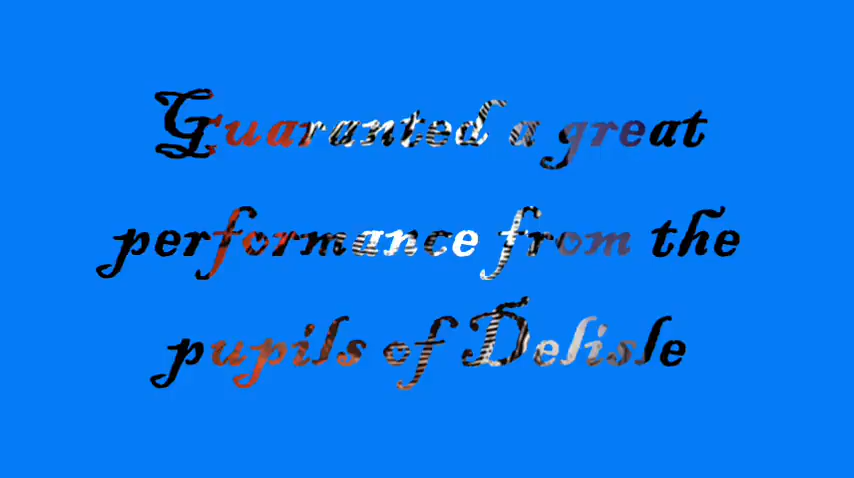 Guaranted a great
performance from the
pupils of Delisle